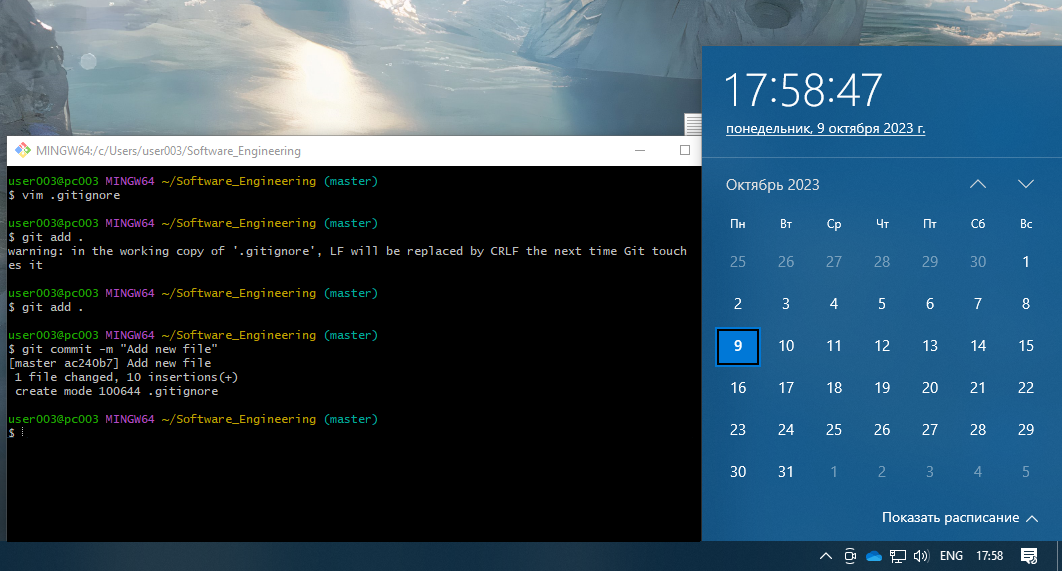 MINGW64:/c/Users/user003/Software_Engineering
user003@pc003 MINGW64 ~/Software_Engineering (master)
$ vim .gitignore
user003@pc003 MINGW64 ~/Software_Engineering (master)
$ git add .
warning: in the working copy of '.gitignore', LF will be replaced by CRLF the next time Git touch
es it
user003@pc003 MINGW64 ~/Software_Engineering (master)
$ git add .
user003@pc003 MINGW64 ~/Software_Engineering (master)
$ git commit -m "Add new file"
[master ac240b7] Add new file
 1 file changed, 10 insertions(+)
 create mode 100644 .gitignore
user003@pc003 MINGW64 ~/Software_Engineering (master)
$
17:58:47
понедельник, 9 октября 2023 г.
Октябрь 2023
Пн Вт Ср Чт Пт Сб Вс
25 26 27 28 29 30 1
2 3 4 5 6 7 8
9 10 11 12 13 14 15
16 17 18 19 20 21 22
23 24 25 26 27 28 29
30 31 1 2 3 4 5
Показать расписание
ENG 17:58